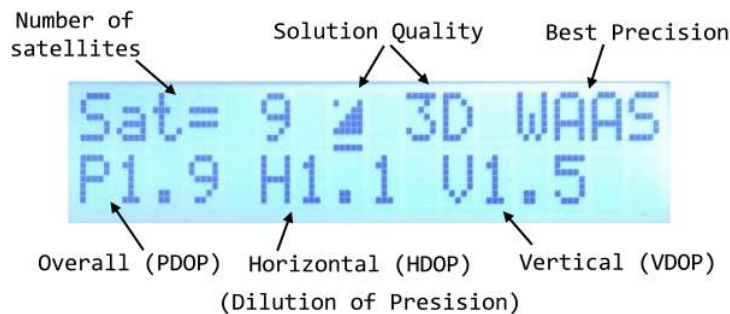 Number of satellites
Solution Quality
Best Precision
Sat= 9 3D WAAS
P1.9 H1.1 V1.5
Overall (PDOP)
Horizontal (HDOP)
Vertical (VDOP)
(Dilution of Presision)